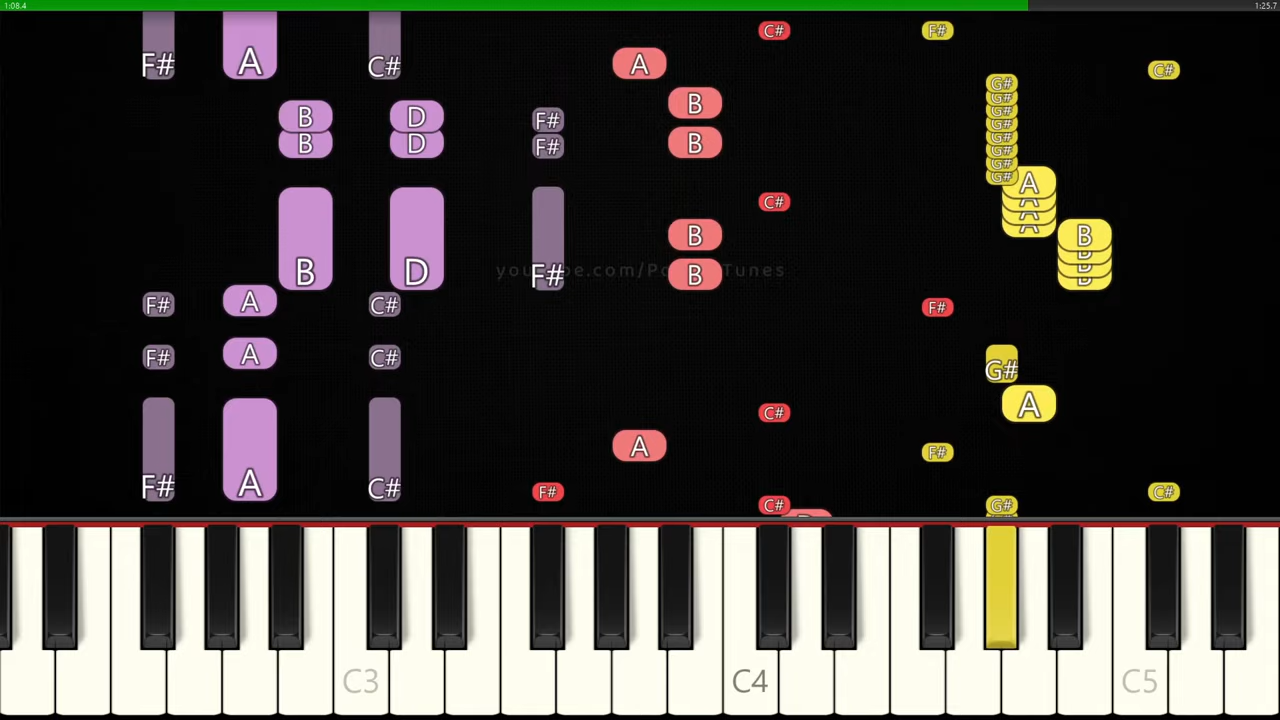 1:08.4 1:25.7
C# F#
F# A C# A C#
G#
B D B G#
F# G#
G#
B D F# B G#
G#
G#
G# A
A
C# A
A
B B
B
B D F# B B
F# A C# F#
F# A C# G#
A
C#
A F#
F# A C# F# C#
C# G#
C3 C4 C5